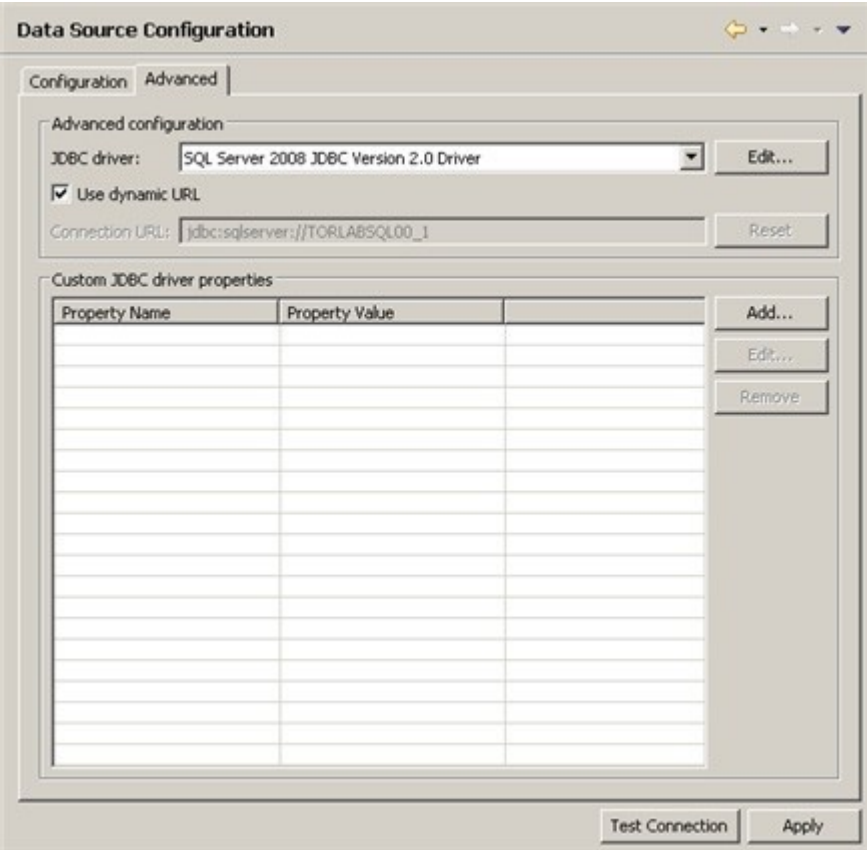 Data Source Configuration
Configuration Advanced
Advanced configuration
JDBC driver: SQL Server 2008 JDBC Version 2.0 Driver Edit...
Use dynamic URL
Connection URL: jdbc:sqlserver://TORLABSQL00_1 Reset
Custom JDBC driver properties
Property Name Property Value Add...
Edit...
Remove
Test Connection Apply